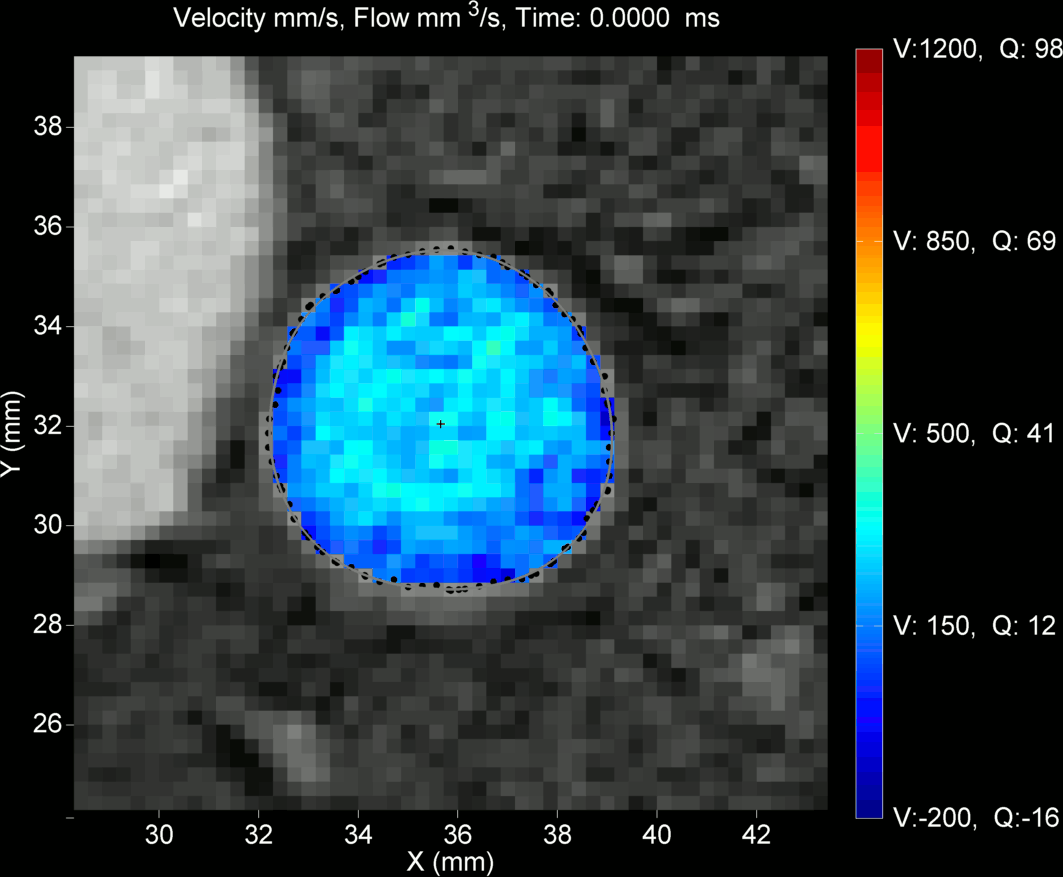 Velocity mm/s, Flow mm ³/s, Time: 0.0000 ms
V:1200, Q: 98
V: 850, Q: 69
V: 500, Q: 41
V: 150, Q: 12
V:-200, Q:-16
38
36
34
32
30
28
26
Y (mm)
30 32 34 36 38 40 42
X (mm)